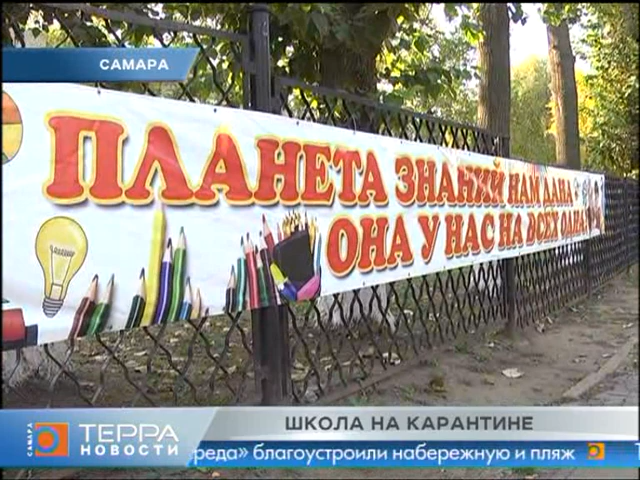 САМАРА
ПЛАНЕТА ЗНАНИЙ НАМ ДАНА
ОНА У НАС НА ВСЕХ ОДНА!
ШКОЛА НА КАРАНТИНЕ
САМАРА
ТЕРРА
НОВОСТИ
реда» благоустроили набережную и пляж